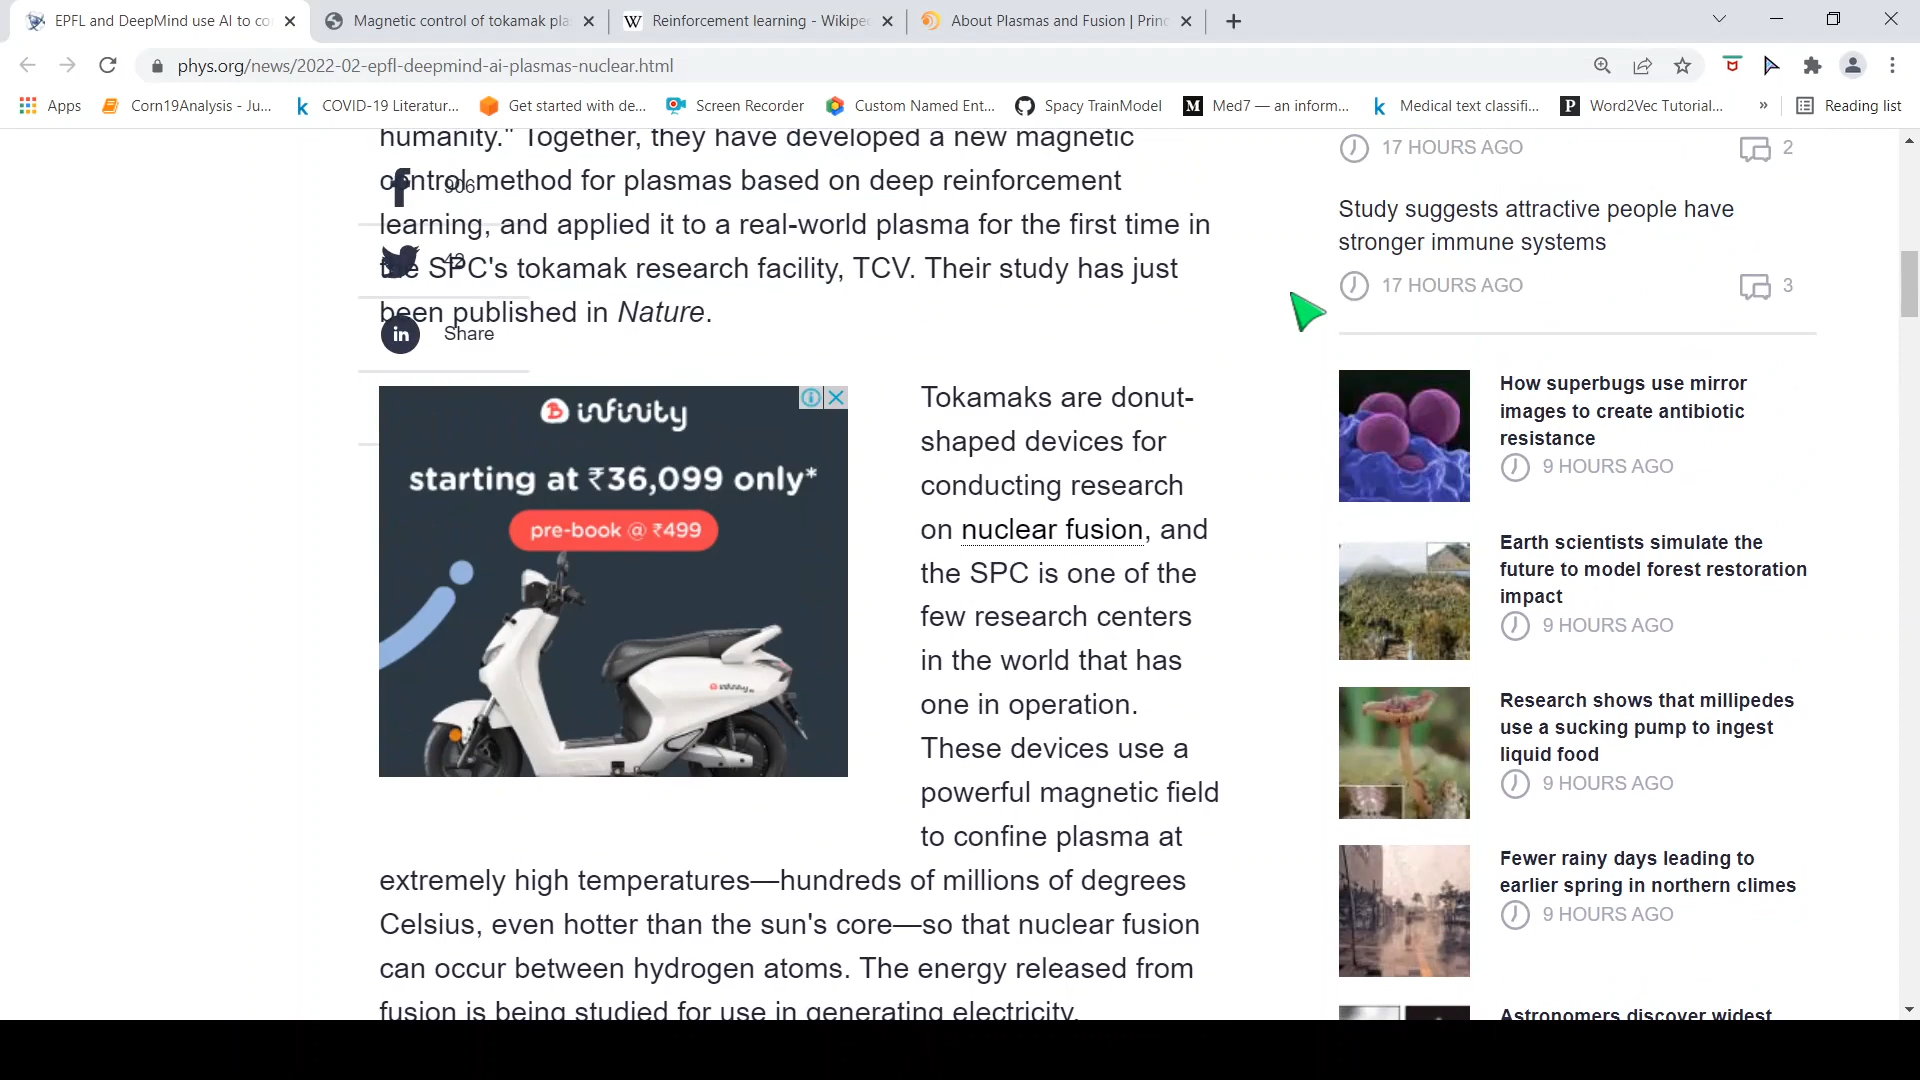 EPFL and DeepMind use AI to co
Magnetic control of tokamak pla
Reinforcement learning - Wikipe
About Plasmas and Fusion | Princ
phys.org/news/2022-02-epfl-deepmind-ai-plasmas-nuclear.html
Apps
Corn19Analysis - Ju...
COVID-19 Literatur...
Get started with de...
Screen Recorder
Custom Named Ent...
Spacy TrainModel
Med7 — an inform...
Medical text classifi...
Word2Vec Tutorial...
»
Reading list
humanity." Together, they have developed a new magnetic
control method for plasmas based on deep reinforcement
learning, and applied it to a real-world plasma for the first time in
the SPC's tokamak research facility, TCV. Their study has just
been published in Nature.
906
42
in
Share
infinity
starting at ₹36,099 only*
pre-book @ ₹499
infinity
Tokamaks are donut-
shaped devices for
conducting research
on nuclear fusion, and
the SPC is one of the
few research centers
in the world that has
one in operation.
These devices use a
powerful magnetic field
to confine plasma at
extremely high temperatures—hundreds of millions of degrees
Celsius, even hotter than the sun's core—so that nuclear fusion
can occur between hydrogen atoms. The energy released from
fusion is being studied for use in generating electricity.
17 HOURS AGO
2
Study suggests attractive people have
stronger immune systems
17 HOURS AGO
3
How superbugs use mirror
images to create antibiotic
resistance
9 HOURS AGO
Earth scientists simulate the
future to model forest restoration
impact
9 HOURS AGO
Research shows that millipedes
use a sucking pump to ingest
liquid food
9 HOURS AGO
Fewer rainy days leading to
earlier spring in northern climes
9 HOURS AGO
Astronomers discover widest